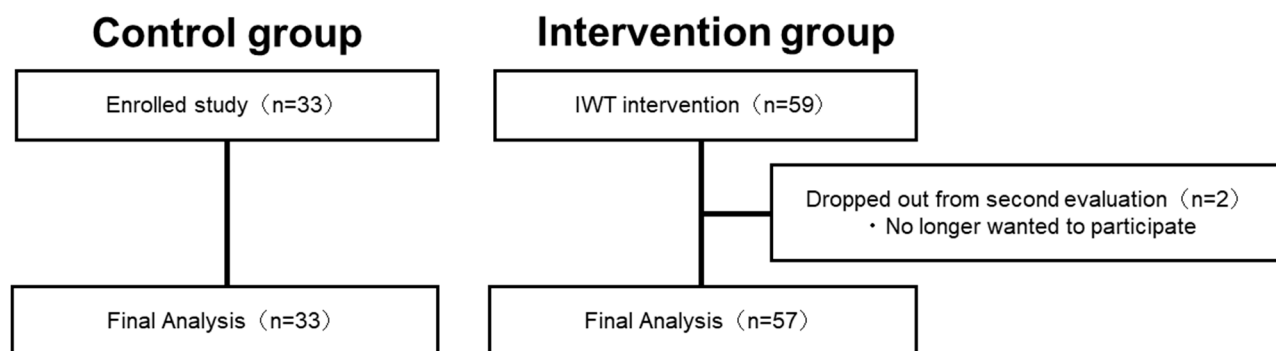 Control group
Intervention group
Enrolled study（n=33）
IWT intervention（n=59）
Dropped out from second evaluation（n=2）
・No longer wanted to participate
Final Analysis（n=33）
Final Analysis（n=57）